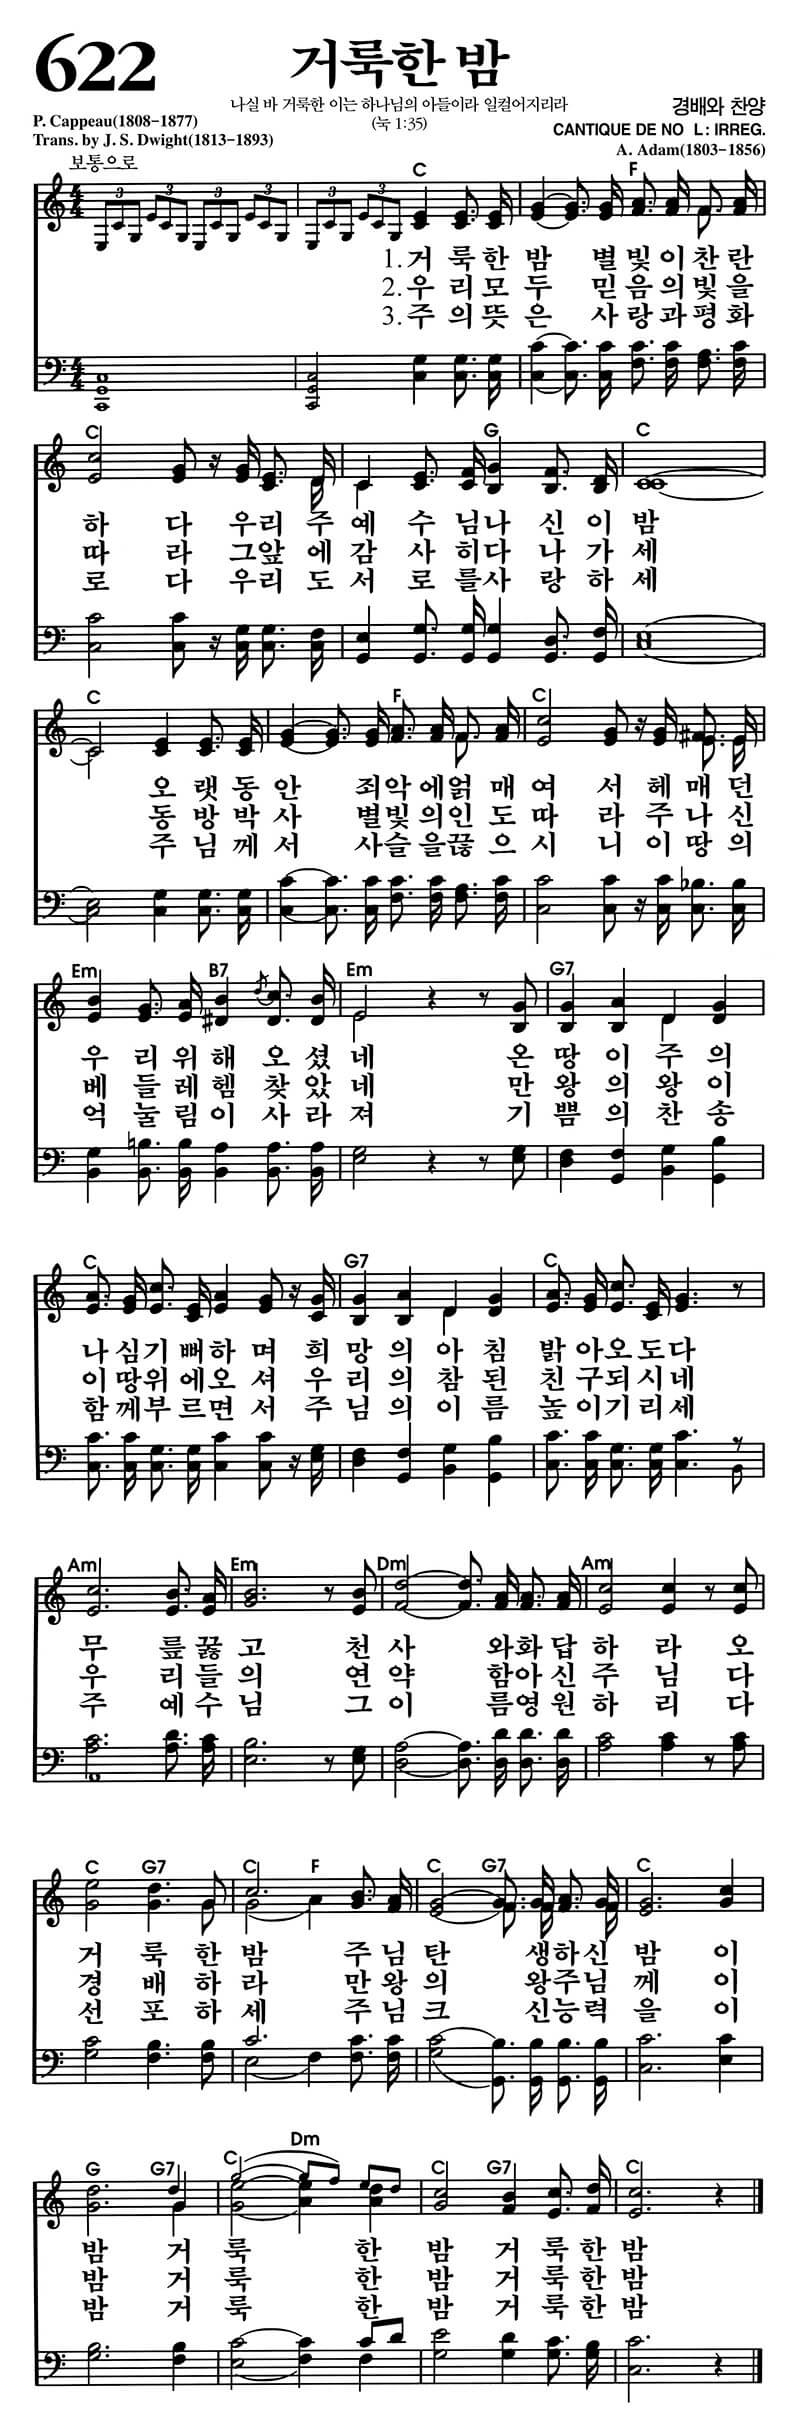 622
거룩한 밤
나실 바 거룩한 이는 하나님의 아들이라 일컬어지리라
(눅 1:35)
경배와 찬양
P. Cappeau(1808-1877)
Trans. by J. S. Dwight(1813-1893)
CANTIQUE DE NO L: IRREG.
A. Adam(1803-1856)
보통으로
3 3 3 3 3 3 C F
1. 거 룩 한 밤 별 빛 이 찬 란
2. 우 리 모 두 믿 음 의 빛 을
3. 주 의 뜻 은 사 랑 과 평 화
C G C
하 다 우 리 주 예 수 님 나 신 이 밤
따 라 그 앞 에 감 사 히 다 나 가 세
로 다 우 리 도 서 로 를 사 랑 하 세
C F C
오 랫 동 안 죄 악 에 얽 매 여 서 헤 매 던
동 방 박 사 별 빛 의 인 도 따 라 주 나 신
주 님 께 서 사 슬 을 끊 으 시 니 이 땅 의
Em B7 Em G7
우 리 위 해 오 셨 네 온 땅 이 주 의
베 들 레 헴 찾 았 네 만 왕 의 왕 이
억 눌 림 이 사 라 져 기 쁨 의 찬 송
C G7 C
나 심 기 뻐 하 며 희 망 의 아 침 밝 아 오 도 다
이 땅 위 에 오 셔 우 리 의 참 된 친 구 되 시 네
함 께 부 르 면 서 주 님 의 이 름 높 이 기 리 세
Am Em Dm Am
무 릎 꿇 고 천 사 와 화 답 하 라 오
우 리 들 의 연 약 함 아 신 주 님 다
주 예 수 님 그 이 름 영 원 하 리 다
C G7 C F C G7 C
거 룩 한 밤 주 님 탄 생 하 신 밤 이
경 배 하 라 만 왕 의 왕 주 님 께 이
선 포 하 세 주 님 크 신 능 력 을 이
G G7 C Dm C G7 C
밤 거 룩 한 밤 거 룩 한 밤
밤 거 룩 한 밤 거 룩 한 밤
밤 거 룩 한 밤 거 룩 한 밤